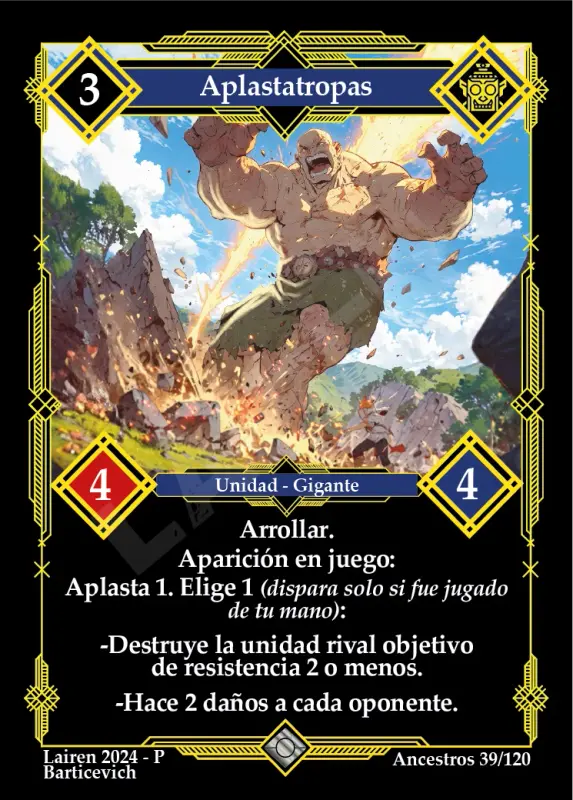 3
Aplastatropas
4
Unidad - Gigante
4
Arrollar.
Aparición en juego:
Aplasta 1. Elige 1 (dispara solo si fue jugado
de tu mano):
-Destruye la unidad rival objetivo
de resistencia 2 o menos.
-Hace 2 daños a cada oponente.
Lairen 2024 - P
Barticevich
Ancestros 39/120